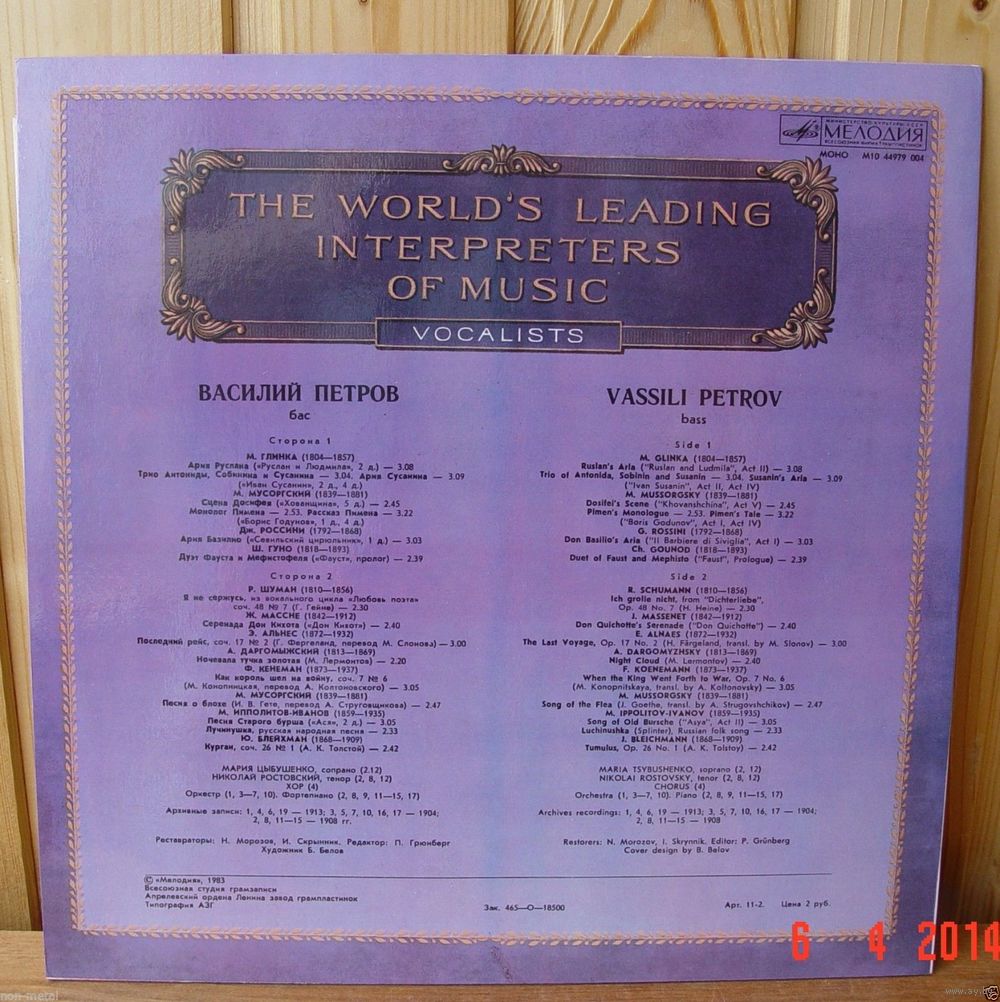 МИНИСТЕРСТВО КУЛЬТУРЫ СССР
МЕЛОДИЯ
ВСЕСОЮЗНАЯ ФИРМА ГРАМПЛАСТИНОК
МОНО М10 44979 004
THE WORLD'S LEADING
INTERPRETERS
OF MUSIC
VOCALISTS
ВАСИЛИЙ ПЕТРОВ
бас
Сторона 1
М. ГЛИНКА (1804—1857)
Ария Руслана («Руслан и Людмила», 2 д.) — 3.08
Трио Антониды, Собинина и Сусанина — 3.04. Ария Сусанина — 3.09
(«Иван Сусанин», 2 д., 4 д.)
М. МУСОРГСКИЙ (1839—1881)
Сцена Досифея («Хованщина», 5 д.) — 2.45
Монолог Пимена — 2.53. Рассказ Пимена — 3.22
(«Борис Годунов», 1 д., 4 д.)
Дж. РОССИНИ (1792—1868)
Ария Базилио («Севильский цирюльник», 1 д.) — 3.03
Ш. ГУНО (1818—1893)
Дуэт Фауста и Мефистофеля («Фауст», пролог) — 2.39
Сторона 2
Р. ШУМАН (1810—1856)
Я не сержусь, из вокального цикла «Любовь поэта»
соч. 48 № 7 (Г. Гейне) — 2.30
Ж. МАССНЕ (1842—1912)
Серенада Дон Кихота («Дон Кихот») — 2.40
Э. АЛЬНЕС (1872—1932)
Последний рейс, соч. 17 № 2 (Г. Фергеланд, перевод М. Слонова) — 3.00
А. ДАРГОМЫЖСКИЙ (1813—1869)
Ночевала тучка золотая (М. Лермонтов) — 2.20
Ф. КЕНЕМАН (1873—1937)
Как король шел на войну, соч. 7 № 6
(М. Конопницкая, перевод А. Колтоновского) — 3.05
М. МУСОРГСКИЙ (1839—1881)
Песня о блохе (И. В. Гете, перевод А. Струговщикова) — 2.47
М. ИППОЛИТОВ-ИВАНОВ (1859—1935)
Песня Старого бурша («Ася», 2 д.) — 3.05
Лучинушка, русская народная песня — 2.33
Ю. БЛЕЙХМАН (1868—1909)
Курган, соч. 26 № 1 (А. К. Толстой) — 2.42
МАРИЯ ЦЫБУЩЕНКО, сопрано (2.12)
НИКОЛАЙ РОСТОВСКИЙ, тенор (2, 8, 12)
ХОР (4)
Оркестр (1, 3—7, 10). Фортепиано (2, 8, 9, 11—15, 17)
Архивные записи: 1, 4, 6, 19 — 1913; 3, 5, 7, 10, 16, 17 — 1904;
2, 8, 11—15 — 1908 гг.
Реставраторы: Н. Морозов, И. Скрынник. Редактор: П. Грюнберг
Художник Б. Белов
VASSILI PETROV
bass
Side 1
M. GLINKA (1804—1857)
Ruslan's Aria ("Ruslan and Ludmila", Act II) — 3.08
Trio of Antonida, Sobinin and Susanin — 3.04. Susanin's Aria — 3.09
("Ivan Susanin", Act II, Act IV)
M. MUSSORGSKY (1839—1881)
Dosifei's Scene ("Khovanshchina", Act V) — 2.45
Pimen's Monologue — 2.53. Pimen's Tale — 3.22
("Boris Godunov", Act I, Act IV)
G. ROSSINI (1792—1868)
Don Basilio's Aria ("Il Barbiere di Siviglia", Act I) — 3.03
Ch. GOUNOD (1818—1893)
Duet of Faust and Mephisto ("Faust", Prologue) — 2.39
Side 2
R. SCHUMANN (1810—1856)
Ich grolle nicht, from "Dichterliebe",
Op. 48 No. 7 (H. Heine) — 2.30
J. MASSENET (1842—1912)
Don Quichotte's Serenade ("Don Quichotte") — 2.40
E. ALNAES (1872—1932)
The Last Voyage, Op. 17 No. 2 (H. Färgeland, transl. by M. Slonov) — 3.00
A. DARGOMYZHSKY (1813—1869)
Night Cloud (M. Lermontov) — 2.40
F. KOENEMANN (1873—1937)
When the King Went Forth to War, Op. 7 No. 6
(M. Konopnitskaya, transl. by A. Koltonovsky) — 3.05
M. MUSSORGSKY (1839—1881)
Song of the Flea (J. Goethe, transl. by A. Strugovshchikov) — 2.47
M. IPPOLITOV-IVANOV (1859—1935)
Song of Old Bursche ("Asya", Act II) — 3.05
Luchinushka (Splinter), Russian folk song — 2.33
J. BLEICHMANN (1868—1909)
Tumulus, Op. 26 No. 1 (A. K. Tolstoy) — 2.42
MARIA TSYBUSHENKO, soprano (2, 12)
NIKOLAI ROSTOVSKY, tenor (2, 8, 12)
CHORUS (4)
Orchestra (1, 3—7, 10). Piano (2, 8, 9, 11—15, 17)
Archives recordings: 1, 4, 6, 19 — 1913; 3, 5, 7, 10, 16, 17 — 1904;
2, 8, 11—15 — 1908
Restorers: N. Morozov, I. Skrynnik. Editor: P. Grünberg
Cover design by B. Belov
© «Мелодия», 1983
Всесоюзная студия грамзаписи
Апрелевский ордена Ленина завод грампластинок
Типография АЗГ
Зак. 465—О—18500
Арт. 11-2. Цена 2 руб.
6 4 2014
non-metal
www.ay.by